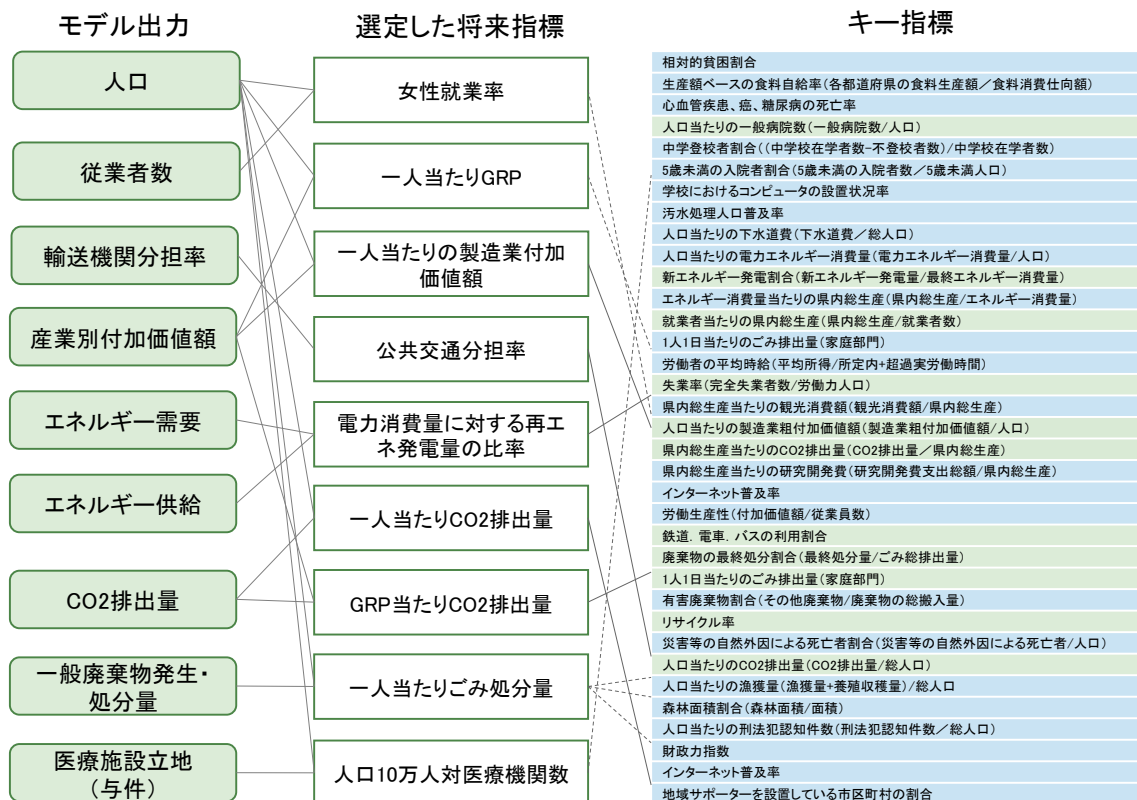 モデル出力
人口
従業者数
輸送機関分担率
産業別付加価値額
エネルギー需要
エネルギー供給
CO2排出量
一般廃棄物発生・
処分量
医療施設立地
(与件)
選定した将来指標
女性就業率
一人当たりGRP
一人当たりの製造業付加
価値額
公共交通分担率
電力消費量に対する再エ
ネ発電量の比率
一人当たりCO2排出量
GRP当たりCO2排出量
一人当たりごみ処分量
人口10万人対医療機関数
キー指標
相対的貧困割合
生産額ベースの食料自給率(各都道府県の食料生産額／食料消費仕向額)
心血管疾患、癌、糖尿病の死亡率
人口当たりの一般病院数(一般病院数/人口)
中学登校者割合((中学校在学者数-不登校者数)/中学校在学者数)
5歳未満の入院者割合(5歳未満の入院者数／5歳未満人口)
学校におけるコンピュータの設置状況率
汚水処理人口普及率
人口当たりの下水道費(下水道費／総人口)
人口当たりの電力エネルギー消費量(電力エネルギー消費量/人口)
新エネルギー発電割合(新エネルギー発電量/最終エネルギー消費量)
エネルギー消費量当たりの県内総生産(県内総生産/エネルギー消費量)
就業者当たりの県内総生産(県内総生産/就業者数)
1人1日当たりのごみ排出量(家庭部門)
労働者の平均時給(平均所得/所定内+超過実労働時間)
失業率(完全失業者数/労働力人口)
県内総生産当たりの観光消費額(観光消費額/県内総生産)
人口当たりの製造業粗付加価値額(製造業粗付加価値額/人口)
県内総生産当たりのCO2排出量(CO2排出量／県内総生産)
県内総生産当たりの研究開発費(研究開発費支出総額/県内総生産)
インターネット普及率
労働生産性(付加価値額/従業員数)
鉄道．電車．バスの利用割合
廃棄物の最終処分割合(最終処分量/ごみ総排出量)
1人1日当たりのごみ排出量(家庭部門)
有害廃棄物割合(その他廃棄物/廃棄物の総搬入量)
リサイクル率
災害等の自然外因による死亡者割合(災害等の自然外因による死亡者/人口)
人口当たりのCO2排出量(CO2排出量/総人口)
人口当たりの漁獲量(漁獲量+養殖収穫量)/総人口
森林面積割合(森林面積/面積)
人口当たりの刑法犯認知件数(刑法犯認知件数／総人口)
財政力指数
インターネット普及率
地域サポーターを設置している市区町村の割合